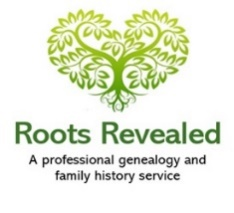 Roots Revealed
A professional genealogy and
family history service